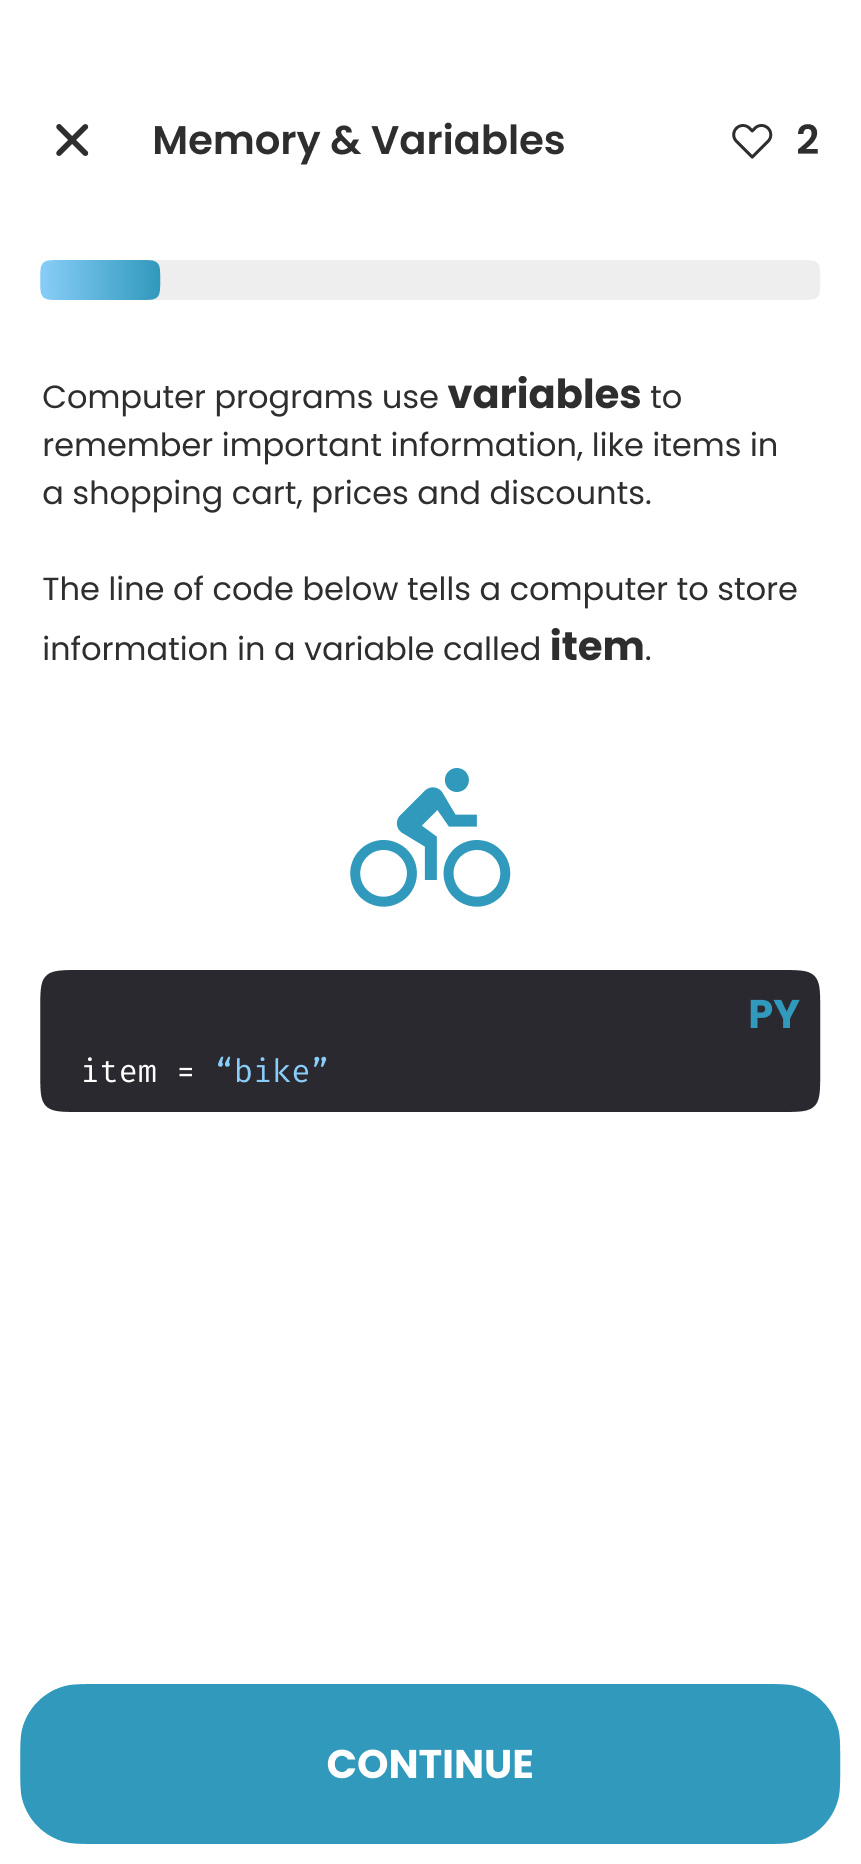 Memory & Variables
2
Computer programs use variables to
remember important information, like items in
a shopping cart, prices and discounts.
The line of code below tells a computer to store
information in a variable called item.
PY
item = “bike”
CONTINUE